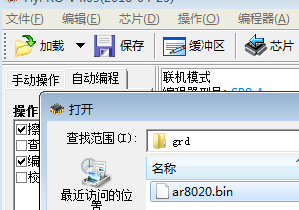 文件(F) 编辑(E) 芯片(D) 操作(O) 编程器(A)
加载 保存 缓冲区 芯片
手动操作 自动编程
联机模式
操作
打开
查找范围(I): grd
名称
ar8020.bin
最近访问的位
置